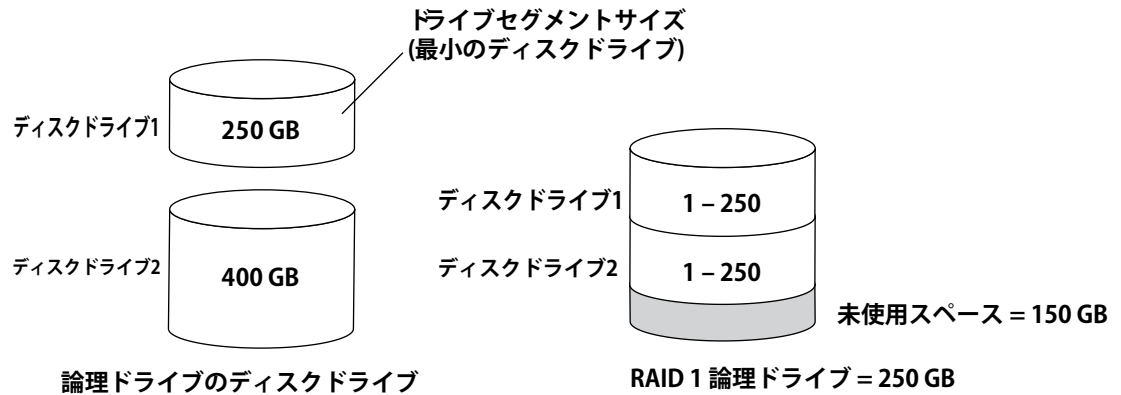 ドライブセグメントサイズ
(最小のディスクドライブ)
ディスクドライブ1
250 GB
ディスクドライブ2
400 GB
論理ドライブのディスクドライブ
ディスクドライブ1
1 – 250
ディスクドライブ2
1 – 250
未使用スペース = 150 GB
RAID 1 論理ドライブ = 250 GB